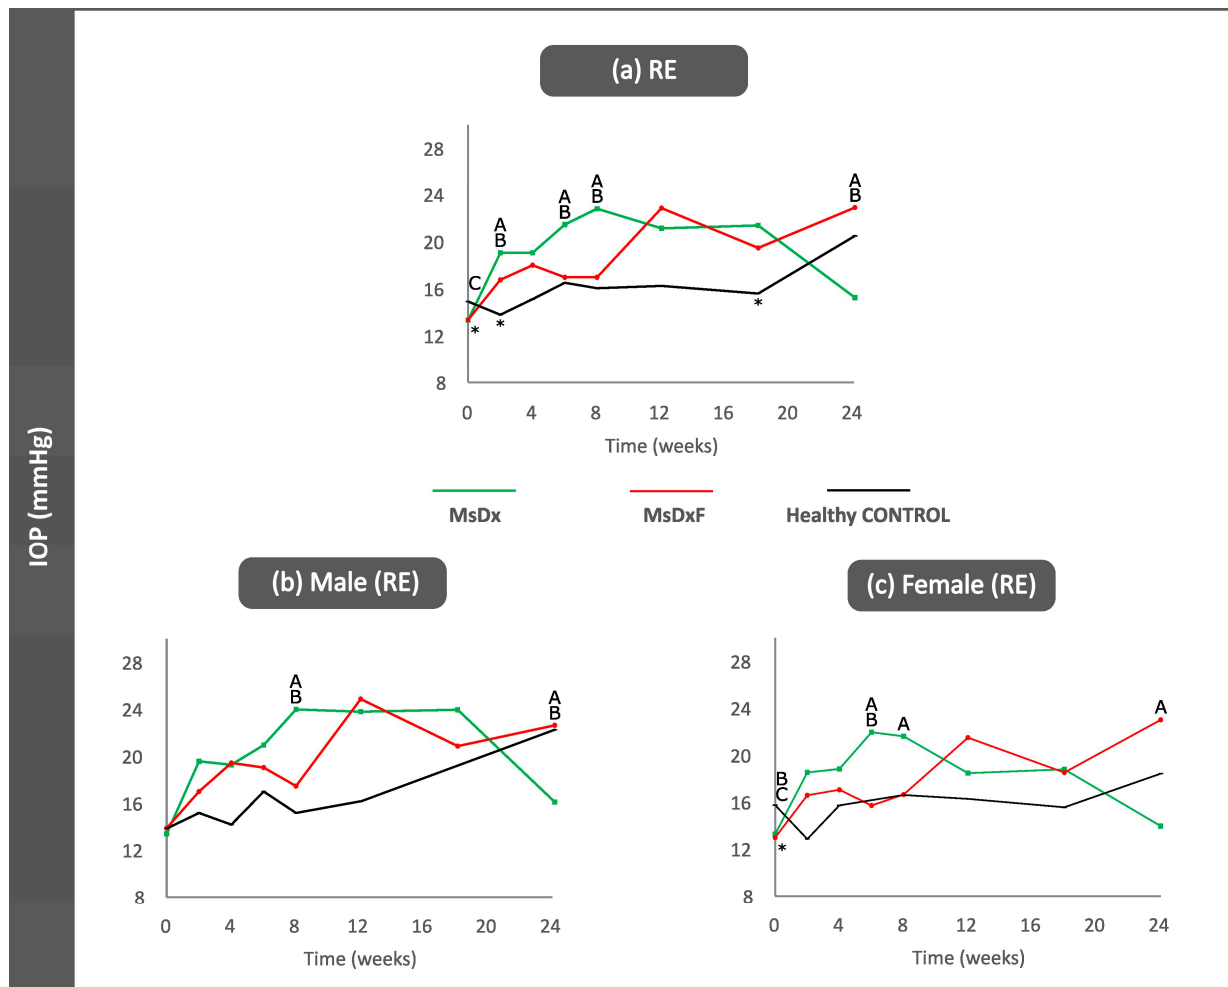 (a) RE
28
24
20
16
12
8
A
B
A
B
A
B
A
B
C
*
*
*
0 4 8 12 16 20 24
Time (weeks)
IOP (mmHg)
MsDx MsDxF Healthy CONTROL
(b) Male (RE)
28
24
20
16
12
8
A
B
A
B
0 4 8 12 16 20 24
Time (weeks)
(c) Female (RE)
28
24
20
16
12
8
A
B
A
A
B
C
*
0 4 8 12 16 20 24
Time (weeks)